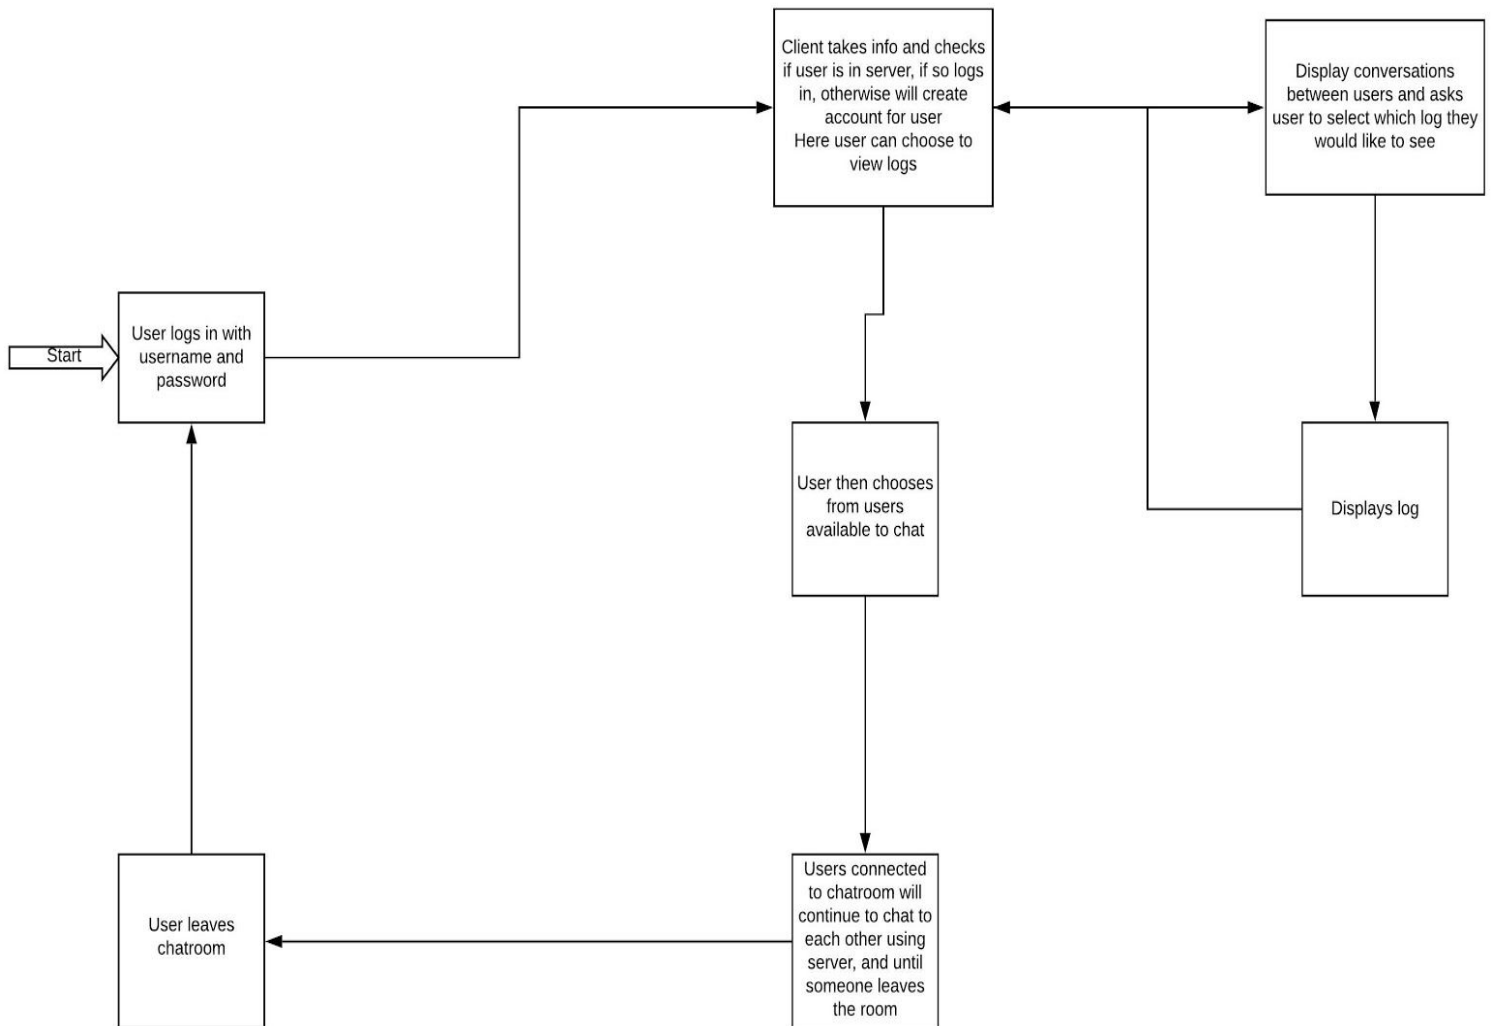 Start
User logs in with
username and
password
Client takes info and checks
if user is in server, if so logs
in, otherwise will create
account for user
Here user can choose to
view logs
Display conversations
between users and asks
user to select which log they
would like to see
Displays log
User then chooses
from users
available to chat
Users connected
to chatroom will
continue to chat to
each other using
server, and until
someone leaves
the room
User leaves
chatroom